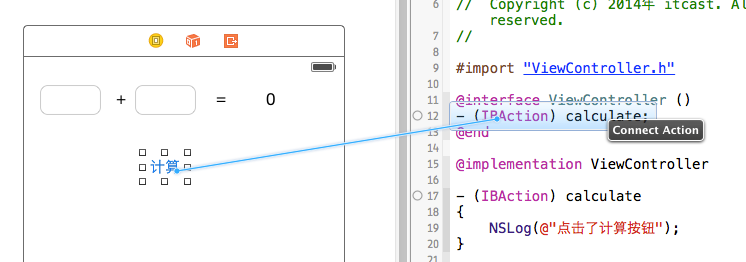 + = 0
计算
6 // Copyright (c) 2014年 itcast. Al
reserved.
7 //
8
9 #import "ViewController.h"
10
11 @interface ViewController ()
12 - (IBAction) calculate;
Connect Action
13 @end
14
15 @implementation ViewController
16
17 - (IBAction) calculate
18 {
19 NSLog(@"点击了计算按钮");
20 }
21